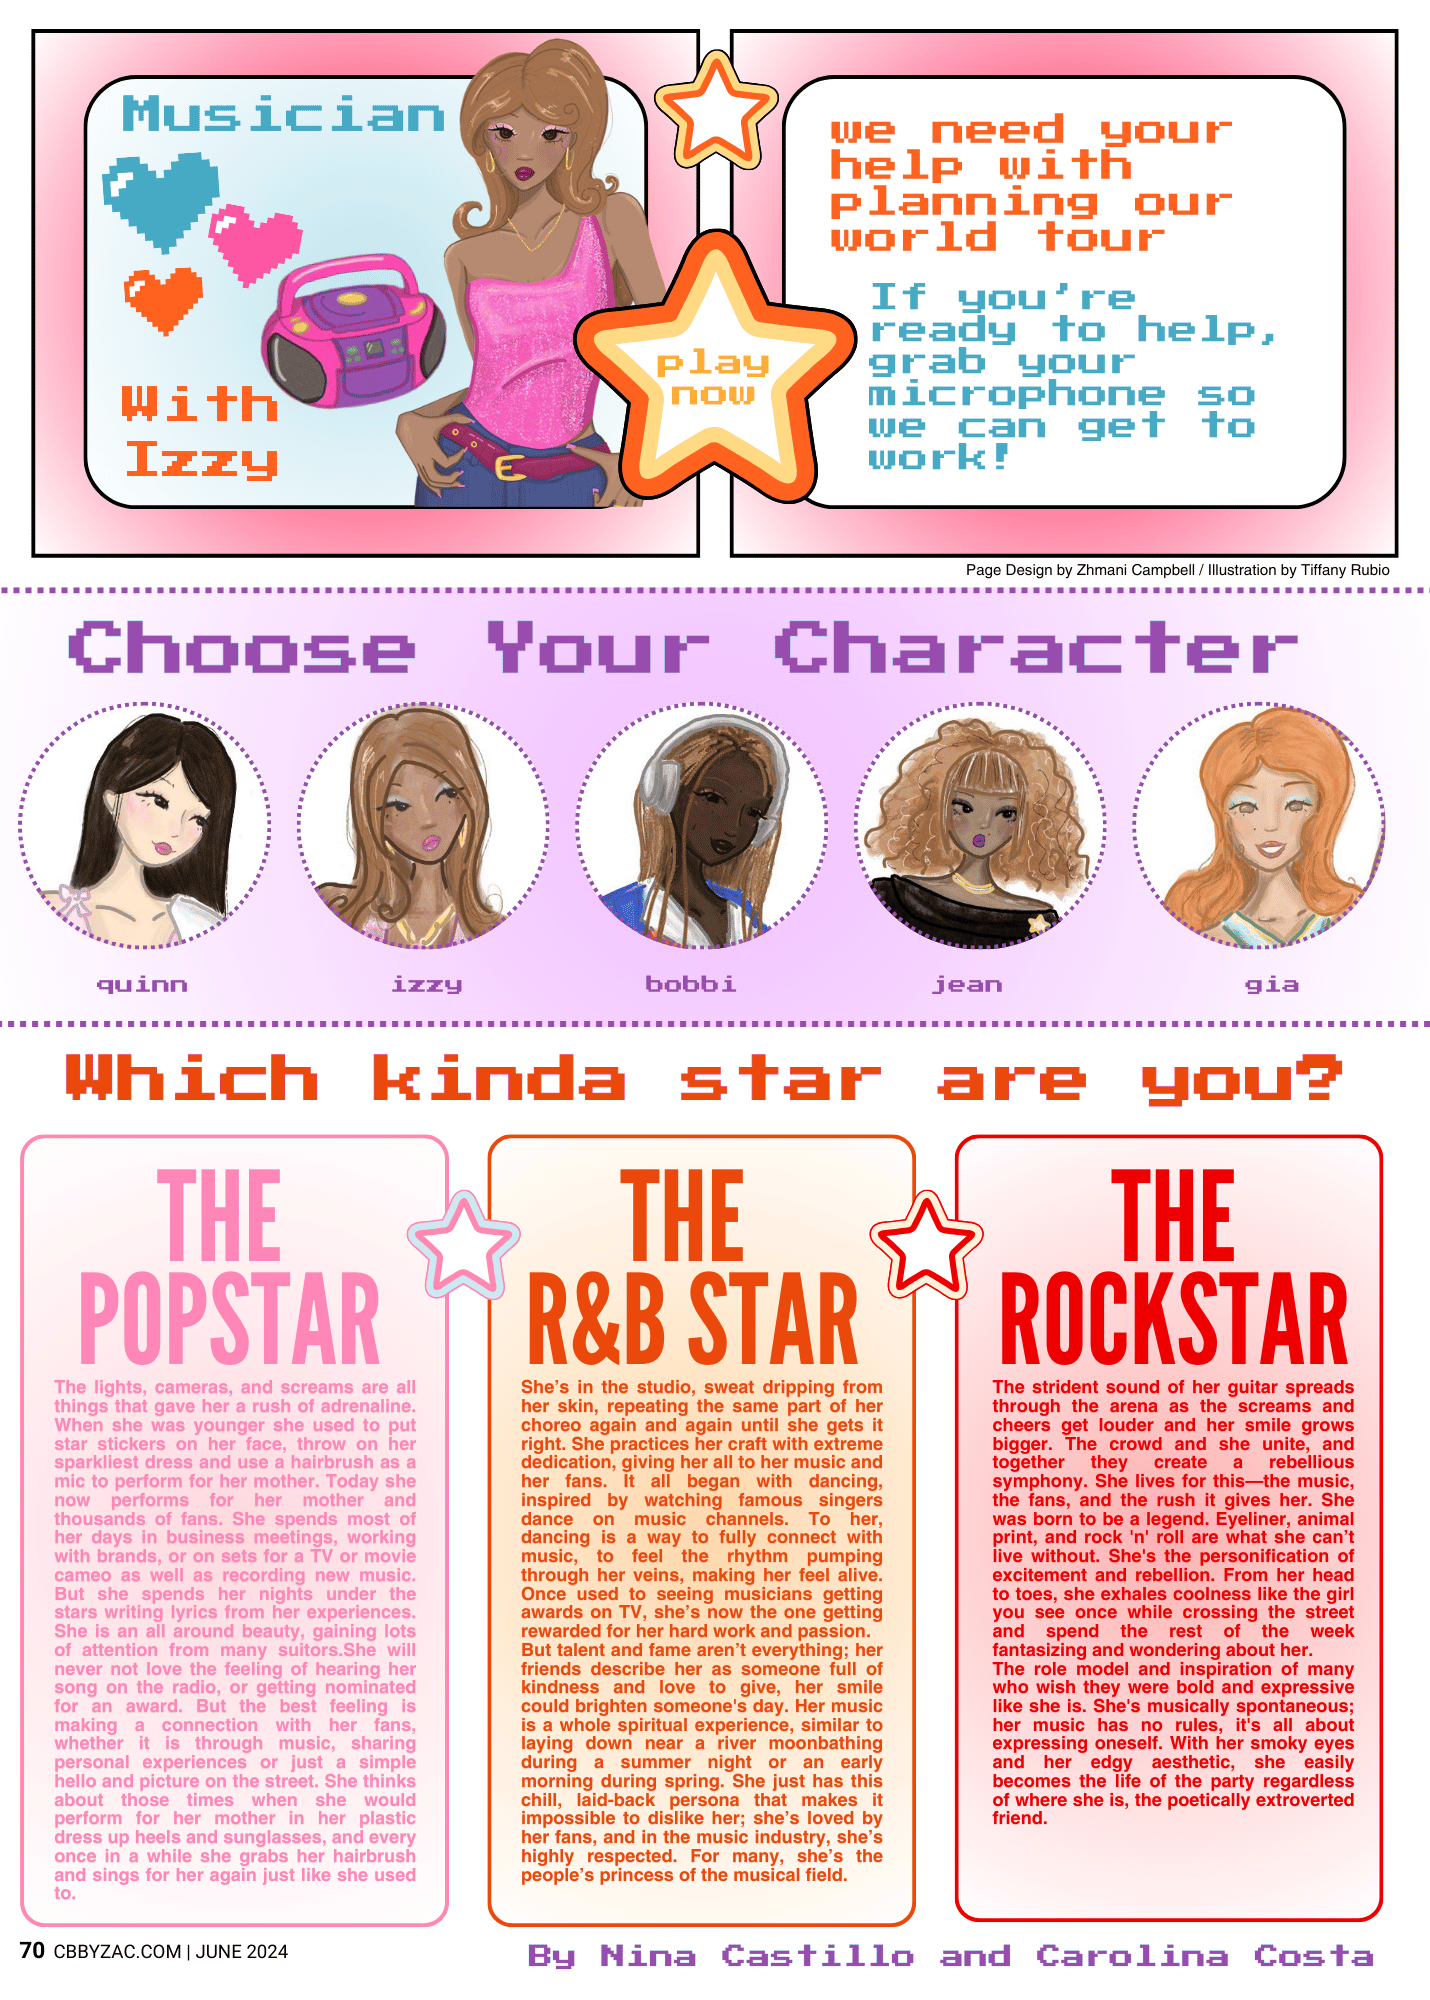 Musician
With
Izzy
play
now
we need your
help with
planning our
world tour
If you're
ready to help,
grab your
microphone so
we can get to
work!
Page Design by Zhmani Campbell / Illustration by Tiffany Rubio
Choose Your Character
quinn
izzy
bobbi
jean
gia
Which kinda star are you?
THE
POPSTAR
The lights, cameras, and screams are all
things that gave her a rush of adrenaline.
When she was younger she used to put
star stickers on her face, throw on her
sparkliest dress and use a hairbrush as a
mic to perform for her mother. Today she
now performs for her mother and
thousands of fans. She spends most of
her days in business meetings, working
with brands, or on sets for a TV or movie
cameo as well as recording new music.
But she spends her nights under the
stars writing lyrics from her experiences.
She is an all around beauty, gaining lots
of attention from many suitors.She will
never not love the feeling of hearing her
song on the radio, or getting nominated
for an award. But the best feeling is
making a connection with her fans,
whether it is through music, sharing
personal experiences or just a simple
hello and picture on the street. She thinks
about those times when she would
perform for her mother in her plastic
dress up heels and sunglasses, and every
once in a while she grabs her hairbrush
and sings for her again just like she used
to.
THE
R&B STAR
She's in the studio, sweat dripping from
her skin, repeating the same part of her
choreo again and again until she gets it
right. She practices her craft with extreme
dedication, giving her all to her music and
her fans. It all began with dancing,
inspired by watching famous singers
dance on music channels. To her,
dancing is a way to fully connect with
music, to feel the rhythm pumping
through her veins, making her feel alive.
Once used to seeing musicians getting
awards on TV, she's now the one getting
rewarded for her hard work and passion.
But talent and fame aren't everything; her
friends describe her as someone full of
kindness and love to give, her smile
could brighten someone's day. Her music
is a whole spiritual experience, similar to
laying down near a river moonbathing
during a summer night or an early
morning during spring. She just has this
chill, laid-back persona that makes it
impossible to dislike her; she's loved by
her fans, and in the music industry, she's
highly respected. For many, she's the
people's princess of the musical field.
THE
ROCKSTAR
The strident sound of her guitar spreads
through the arena as the screams and
cheers get louder and her smile grows
bigger. The crowd and she unite, and
together they create a rebellious
symphony. She lives for this—the music,
the fans, and the rush it gives her. She
was born to be a legend. Eyeliner, animal
print, and rock 'n' roll are what she can't
live without. She's the personification of
excitement and rebellion. From her head
to toes, she exhales coolness like the girl
you see once while crossing the street
and spend the rest of the week
fantasizing and wondering about her.
The role model and inspiration of many
who wish they were bold and expressive
like she is. She's musically spontaneous;
her music has no rules, it's all about
expressing oneself. With her smoky eyes
and her edgy aesthetic, she easily
becomes the life of the party regardless
of where she is, the poetically extroverted
friend.
70 CBBYZAC.COM | JUNE 2024
By Nina Castillo and Carolina Costa